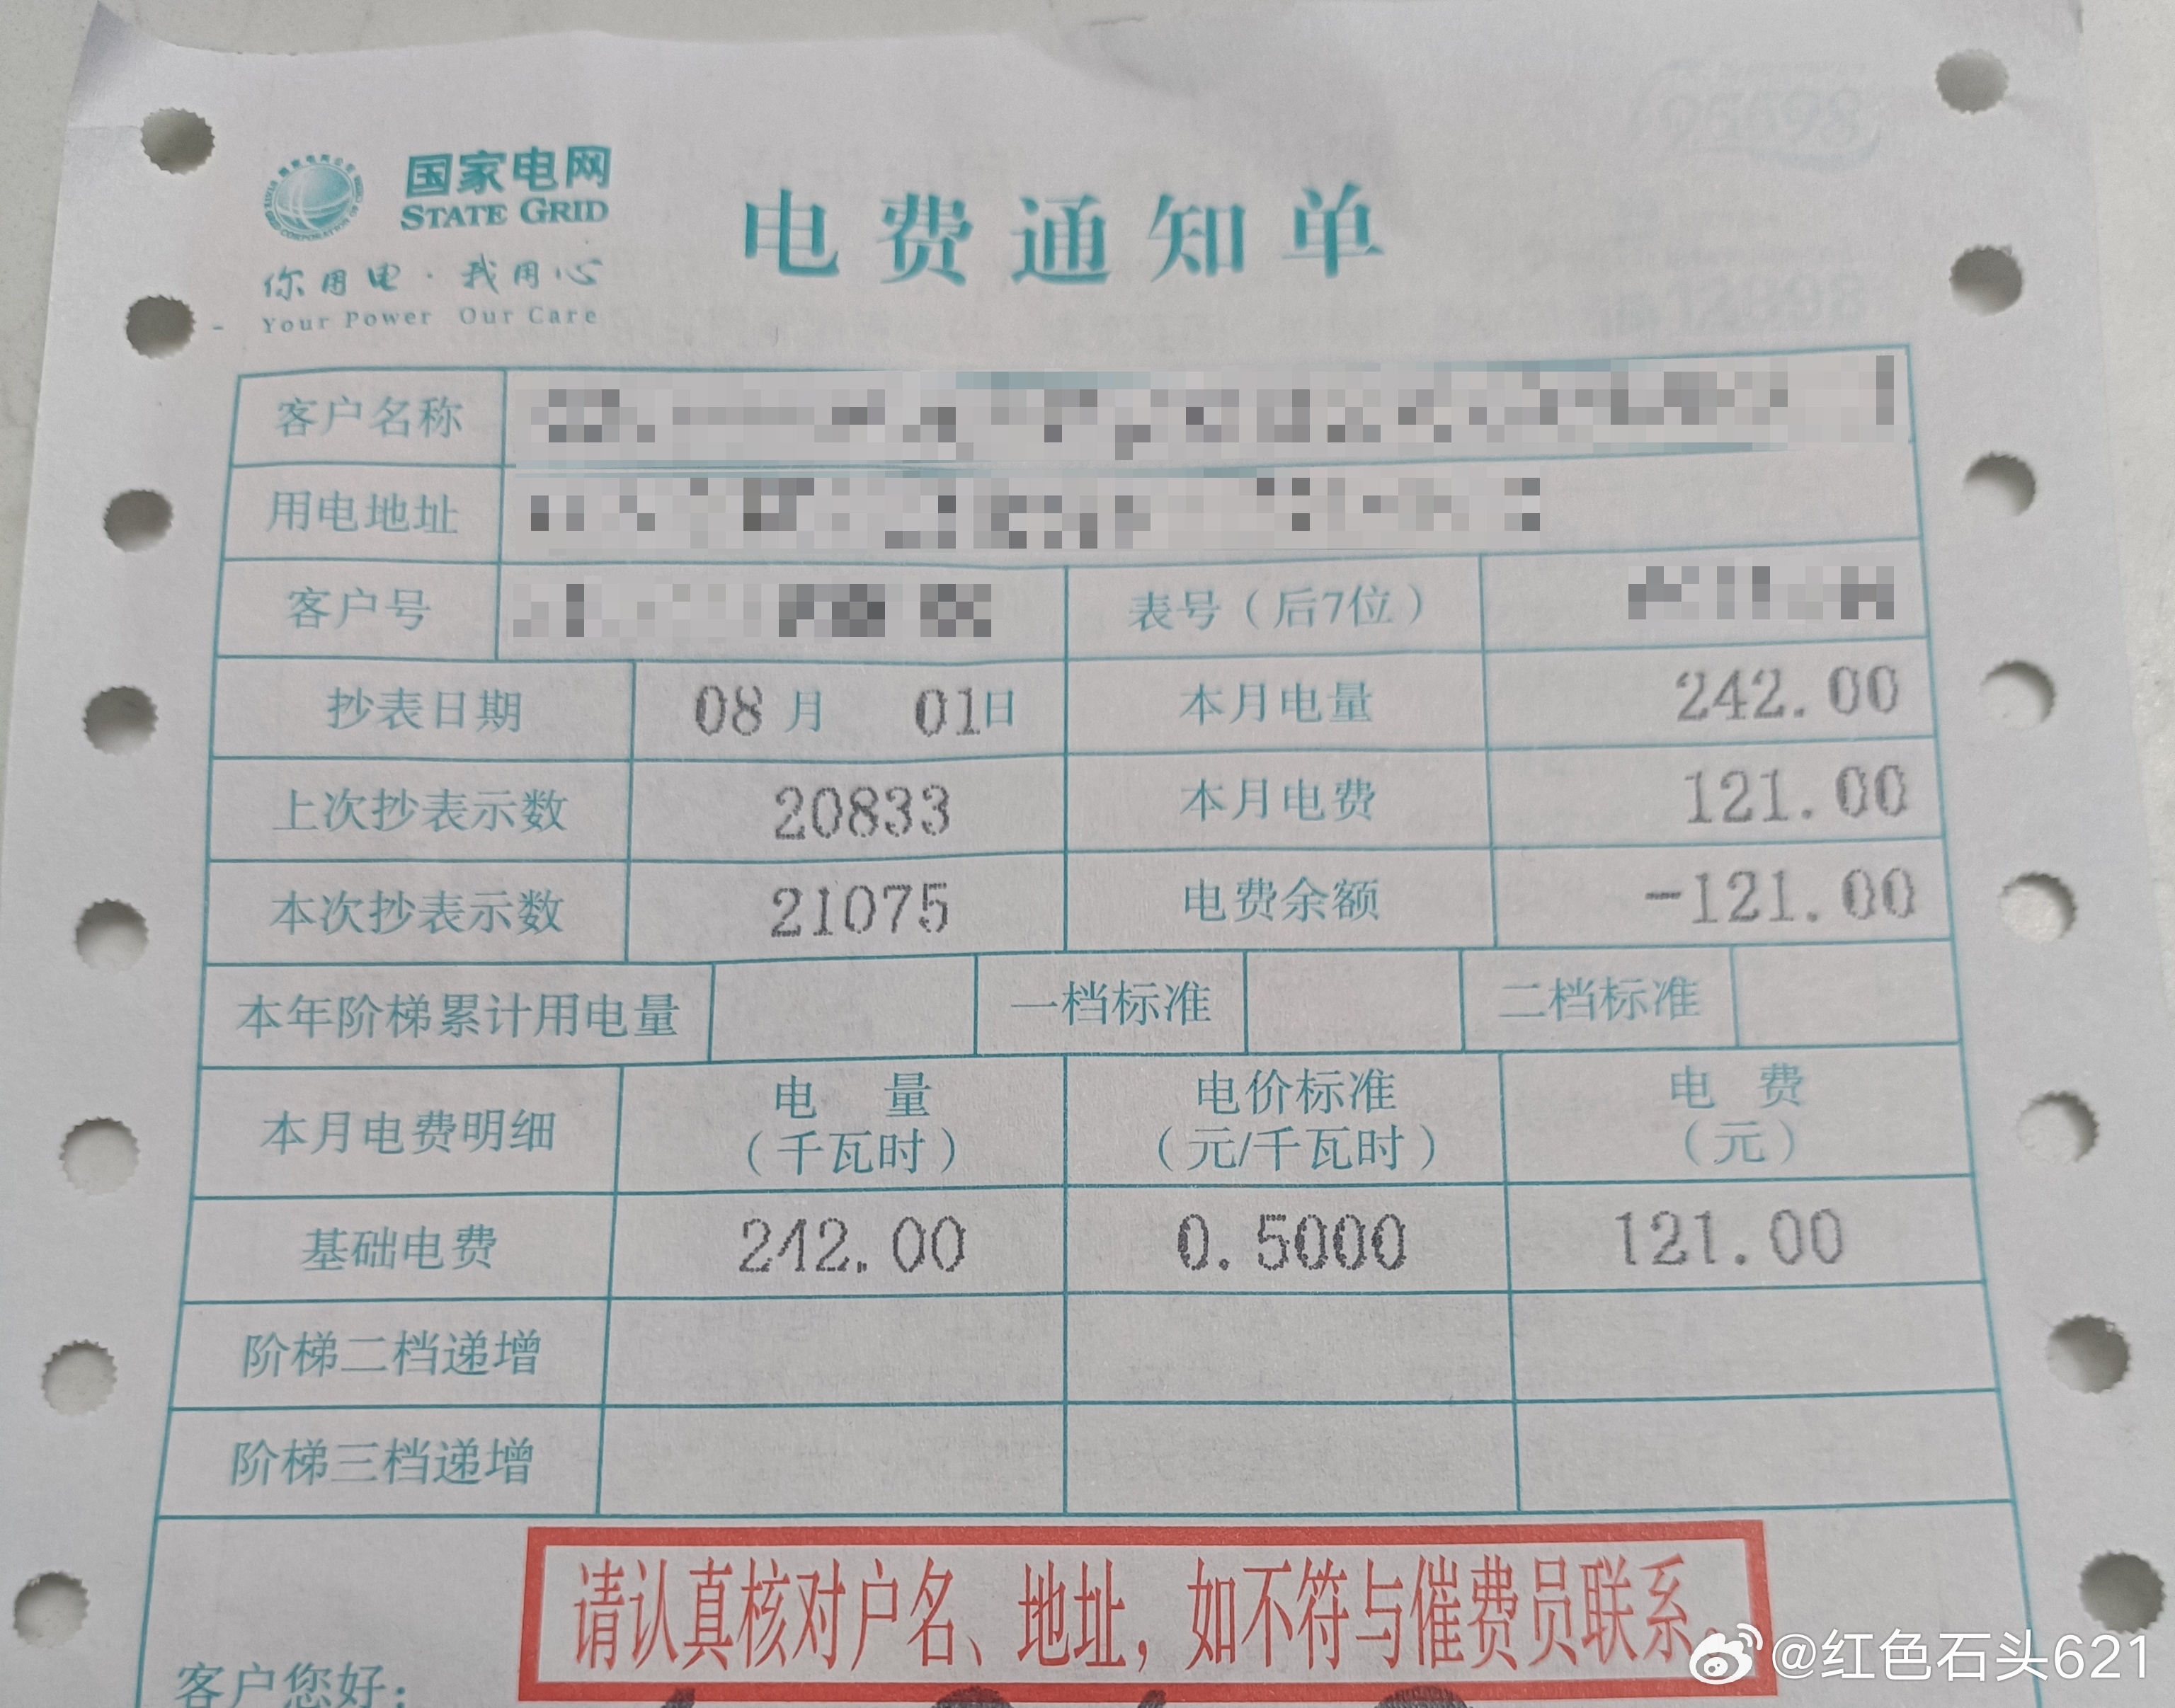 国家电网
STATE GRID
你用电·我用心
Your Power Our Care
电费通知单
客户名称
用电地址
客户号 表号（后7位）
抄表日期 08月 01日 本月电量 242.00
上次抄表示数 20833 本月电费 121.00
本次抄表示数 21075 电费余额 -121.00
本年阶梯累计用电量 一档标准 二档标准
本月电费明细 电 量（千瓦时） 电价标准（元/千瓦时） 电 费（元）
基础电费 242.00 0.5000 121.00
阶梯二档递增
阶梯三档递增
请认真核对户名、地址，如不符与催费员联系。
客户您好：
@红色石头621